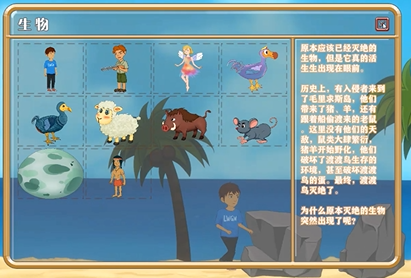 生物
原本应该已经灭绝的
生物，但是它真的活
生生出现在眼前。
历史上，有入侵者来到
了毛里求斯岛，他们
带来了猪、羊，还有
跟着船偷渡来的老鼠
。这里没有他们的天
敌，鼠类大肆繁衍，
猪羊开始野化，他们
破坏了渡渡鸟生存的
环境，甚至破坏渡渡
鸟的蛋。最终，渡渡
鸟灭绝了。
为什么原本灭绝的生物
突然出现了呢？